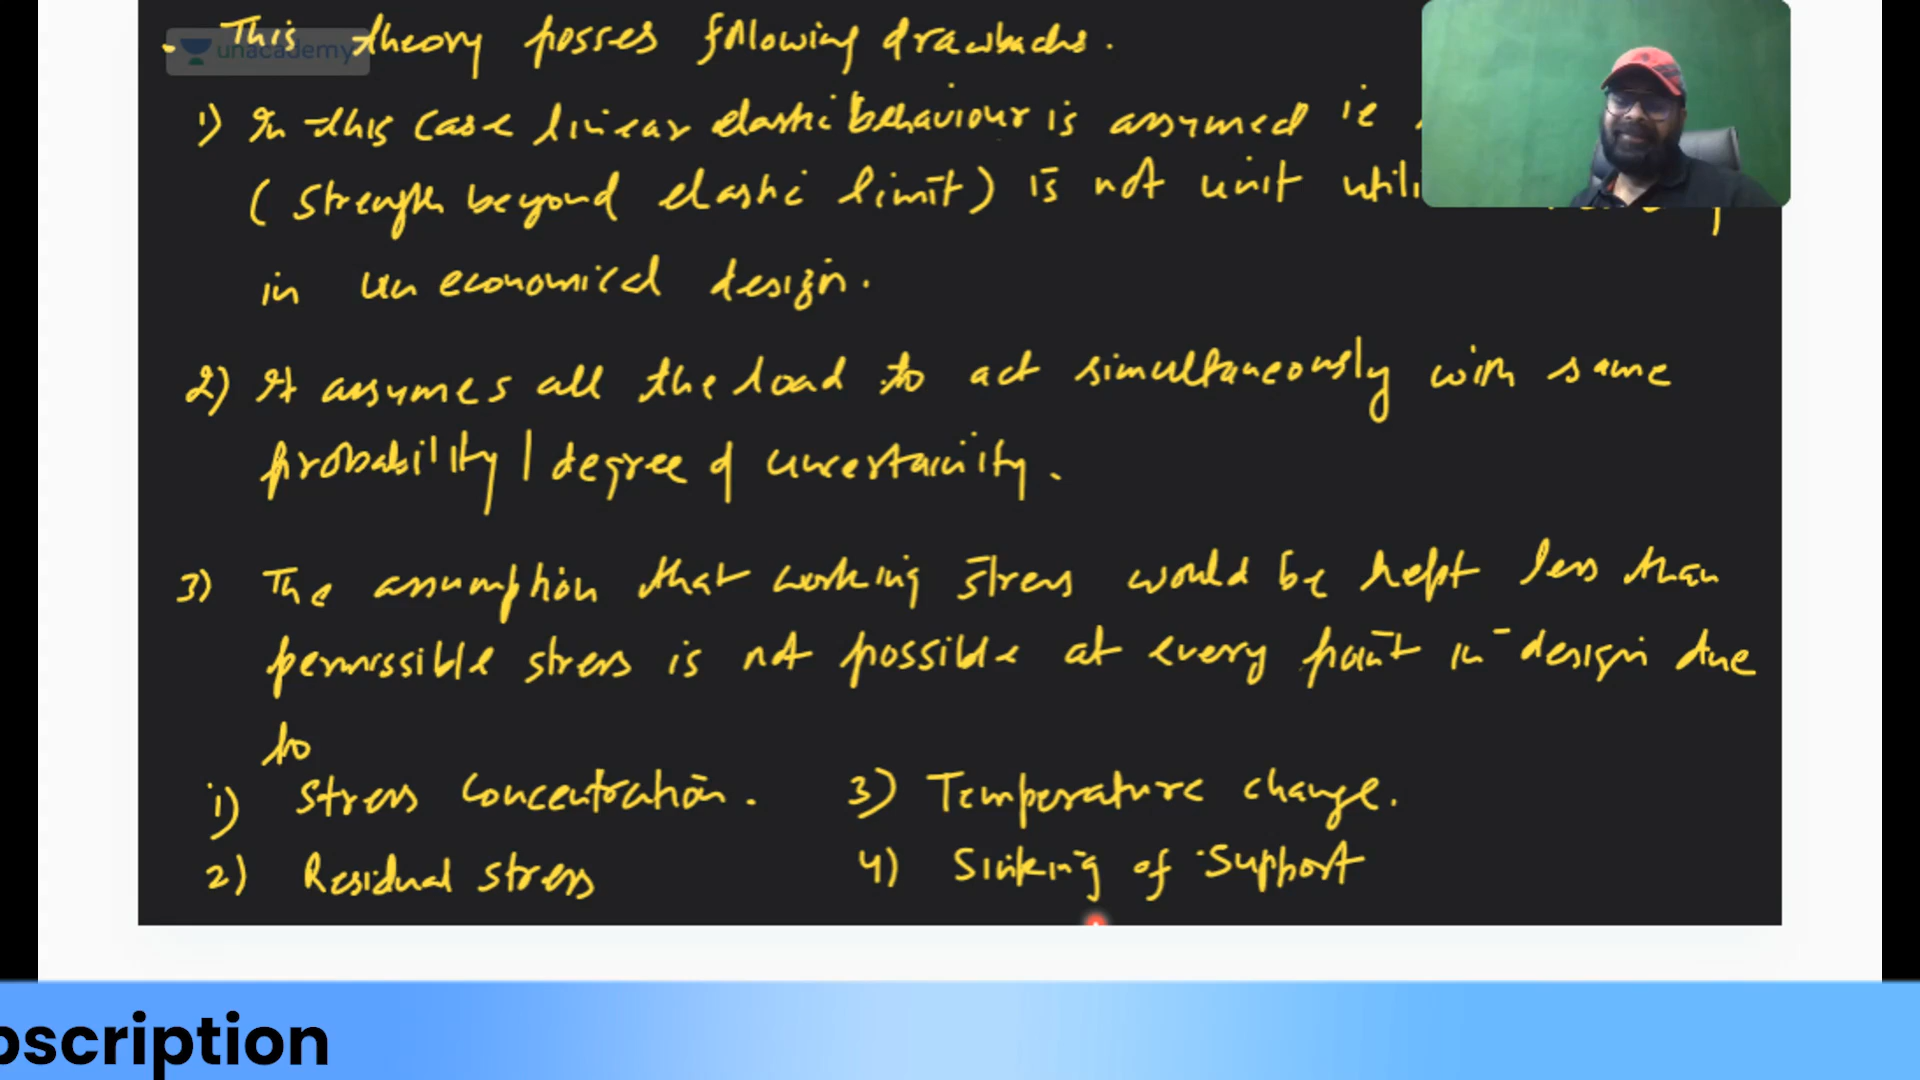 - This theory posses following drawbacks.
unacademy
1) In this case linear elastic behaviour is assumed ie
(strength beyond elastic limit) is not unit utili
in uneconomical design.
2) It assumes all the load to act simultaneously with same
probability / degree of uncertainity.
3) The assumption that working stress would be kept less than
permissible stress is not possible at every point in design due
to
i) Stress Concentration. 3) Temperature change.
2) Residual stress 4) Sinking of Support
bscription